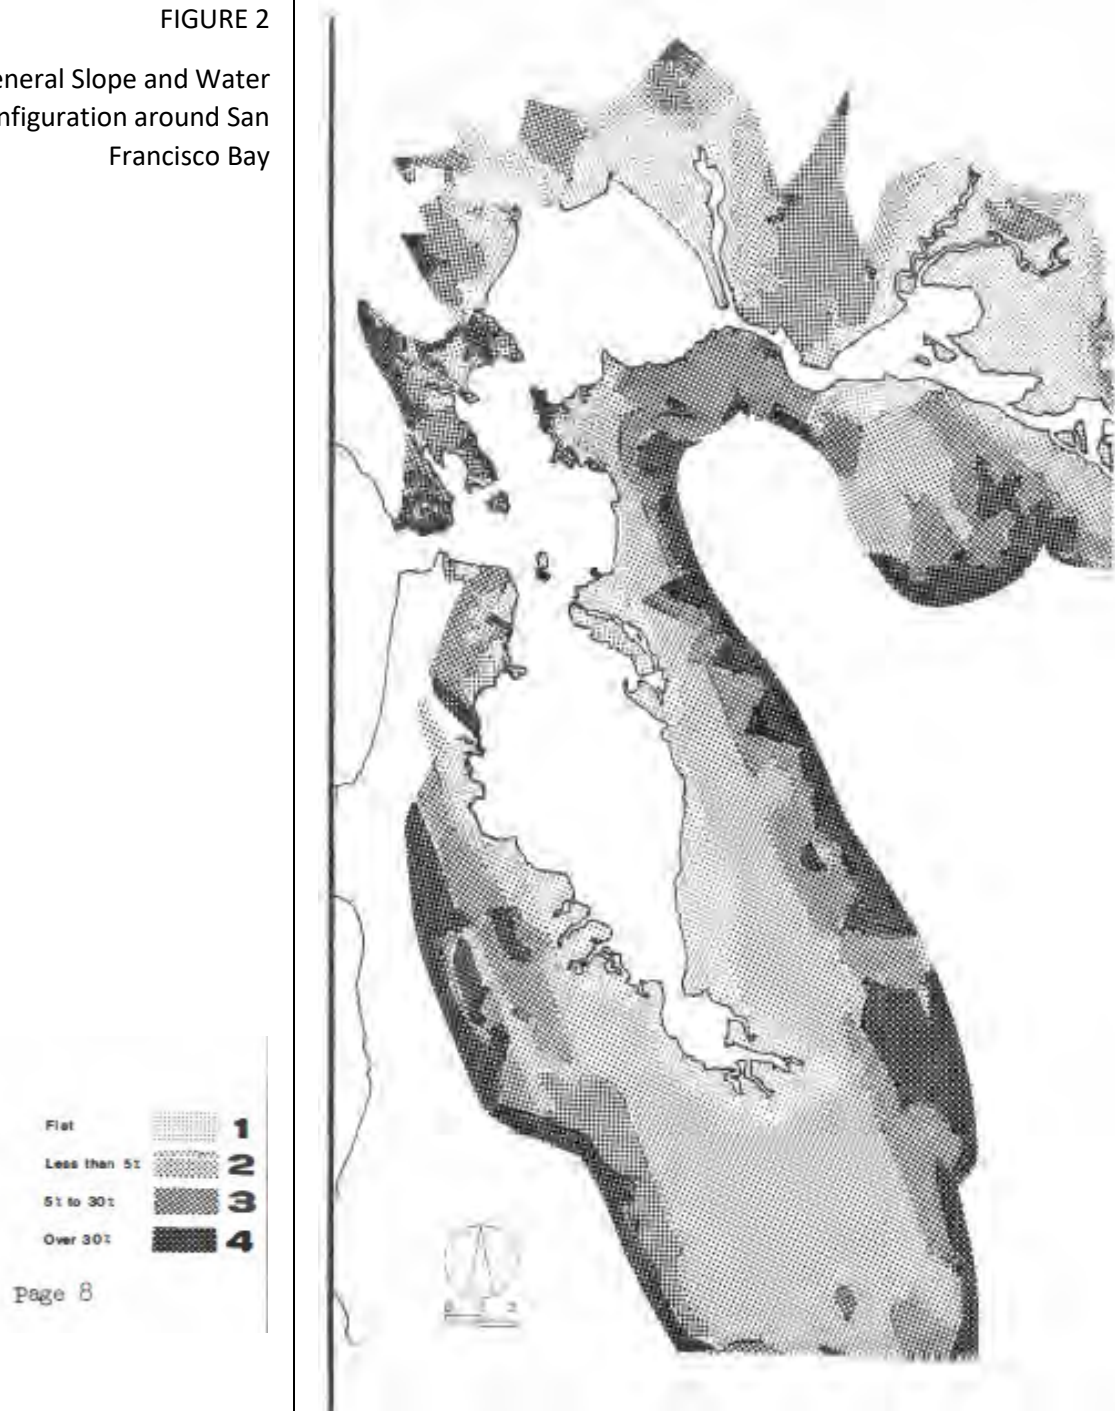 FIGURE 2
eneral Slope and Water
nfiguration around San
Francisco Bay
Flat 1
Less than 5% 2
5% to 30% 3
Over 30% 4
Page 8